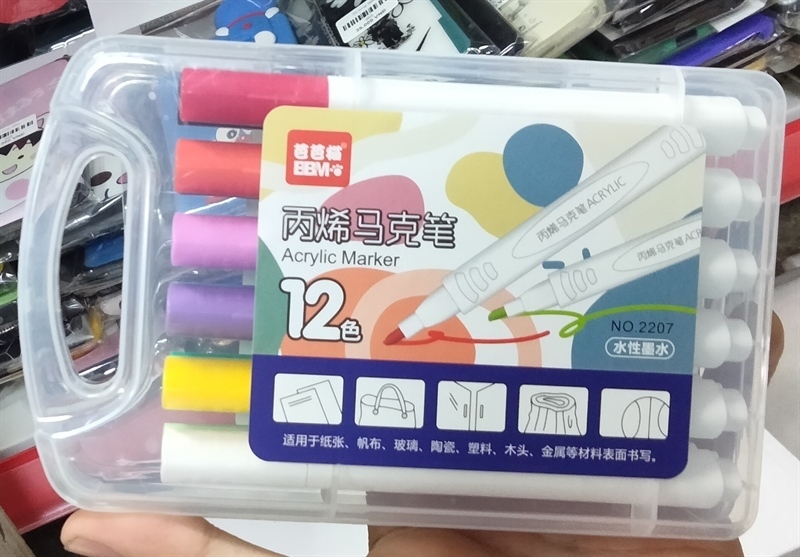 芭芭猫®
BBM
丙烯马克笔
Acrylic Marker
12色
丙烯马克笔 ACRYLIC
丙烯马克笔 A
NO.2207
水性墨水
适用于纸张、帆布、玻璃、陶瓷、塑料、木头、金属等材料表面书写。